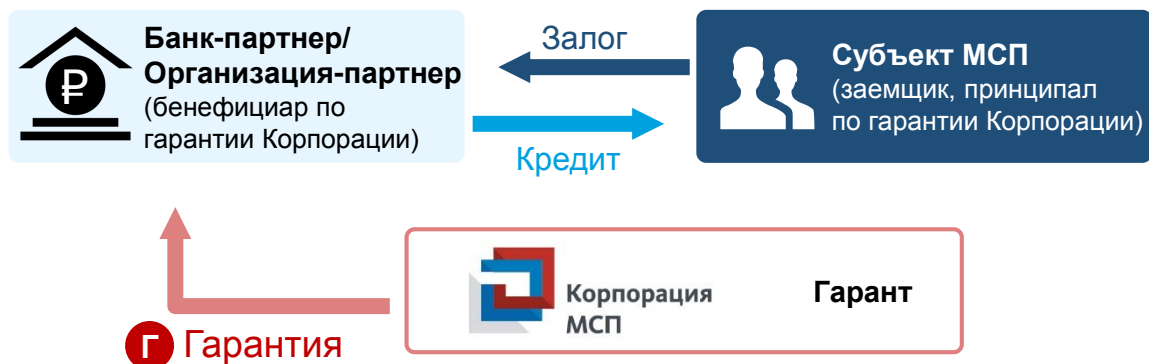 Банк-партнер/
Организация-партнер
(бенефициар по
гарантии Корпорации)
Залог
Кредит
Субъект МСП
(заемщик, принципал
по гарантии Корпорации)
Корпорация
МСП
Гарант
Г Гарантия